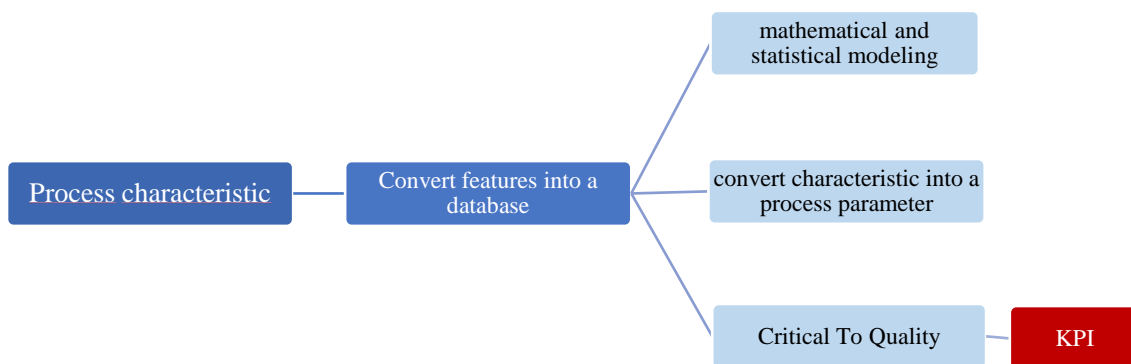 mathematical and
statistical modeling
Process characteristic
Convert features into a
database
convert characteristic into a
process parameter
Critical To Quality
KPI